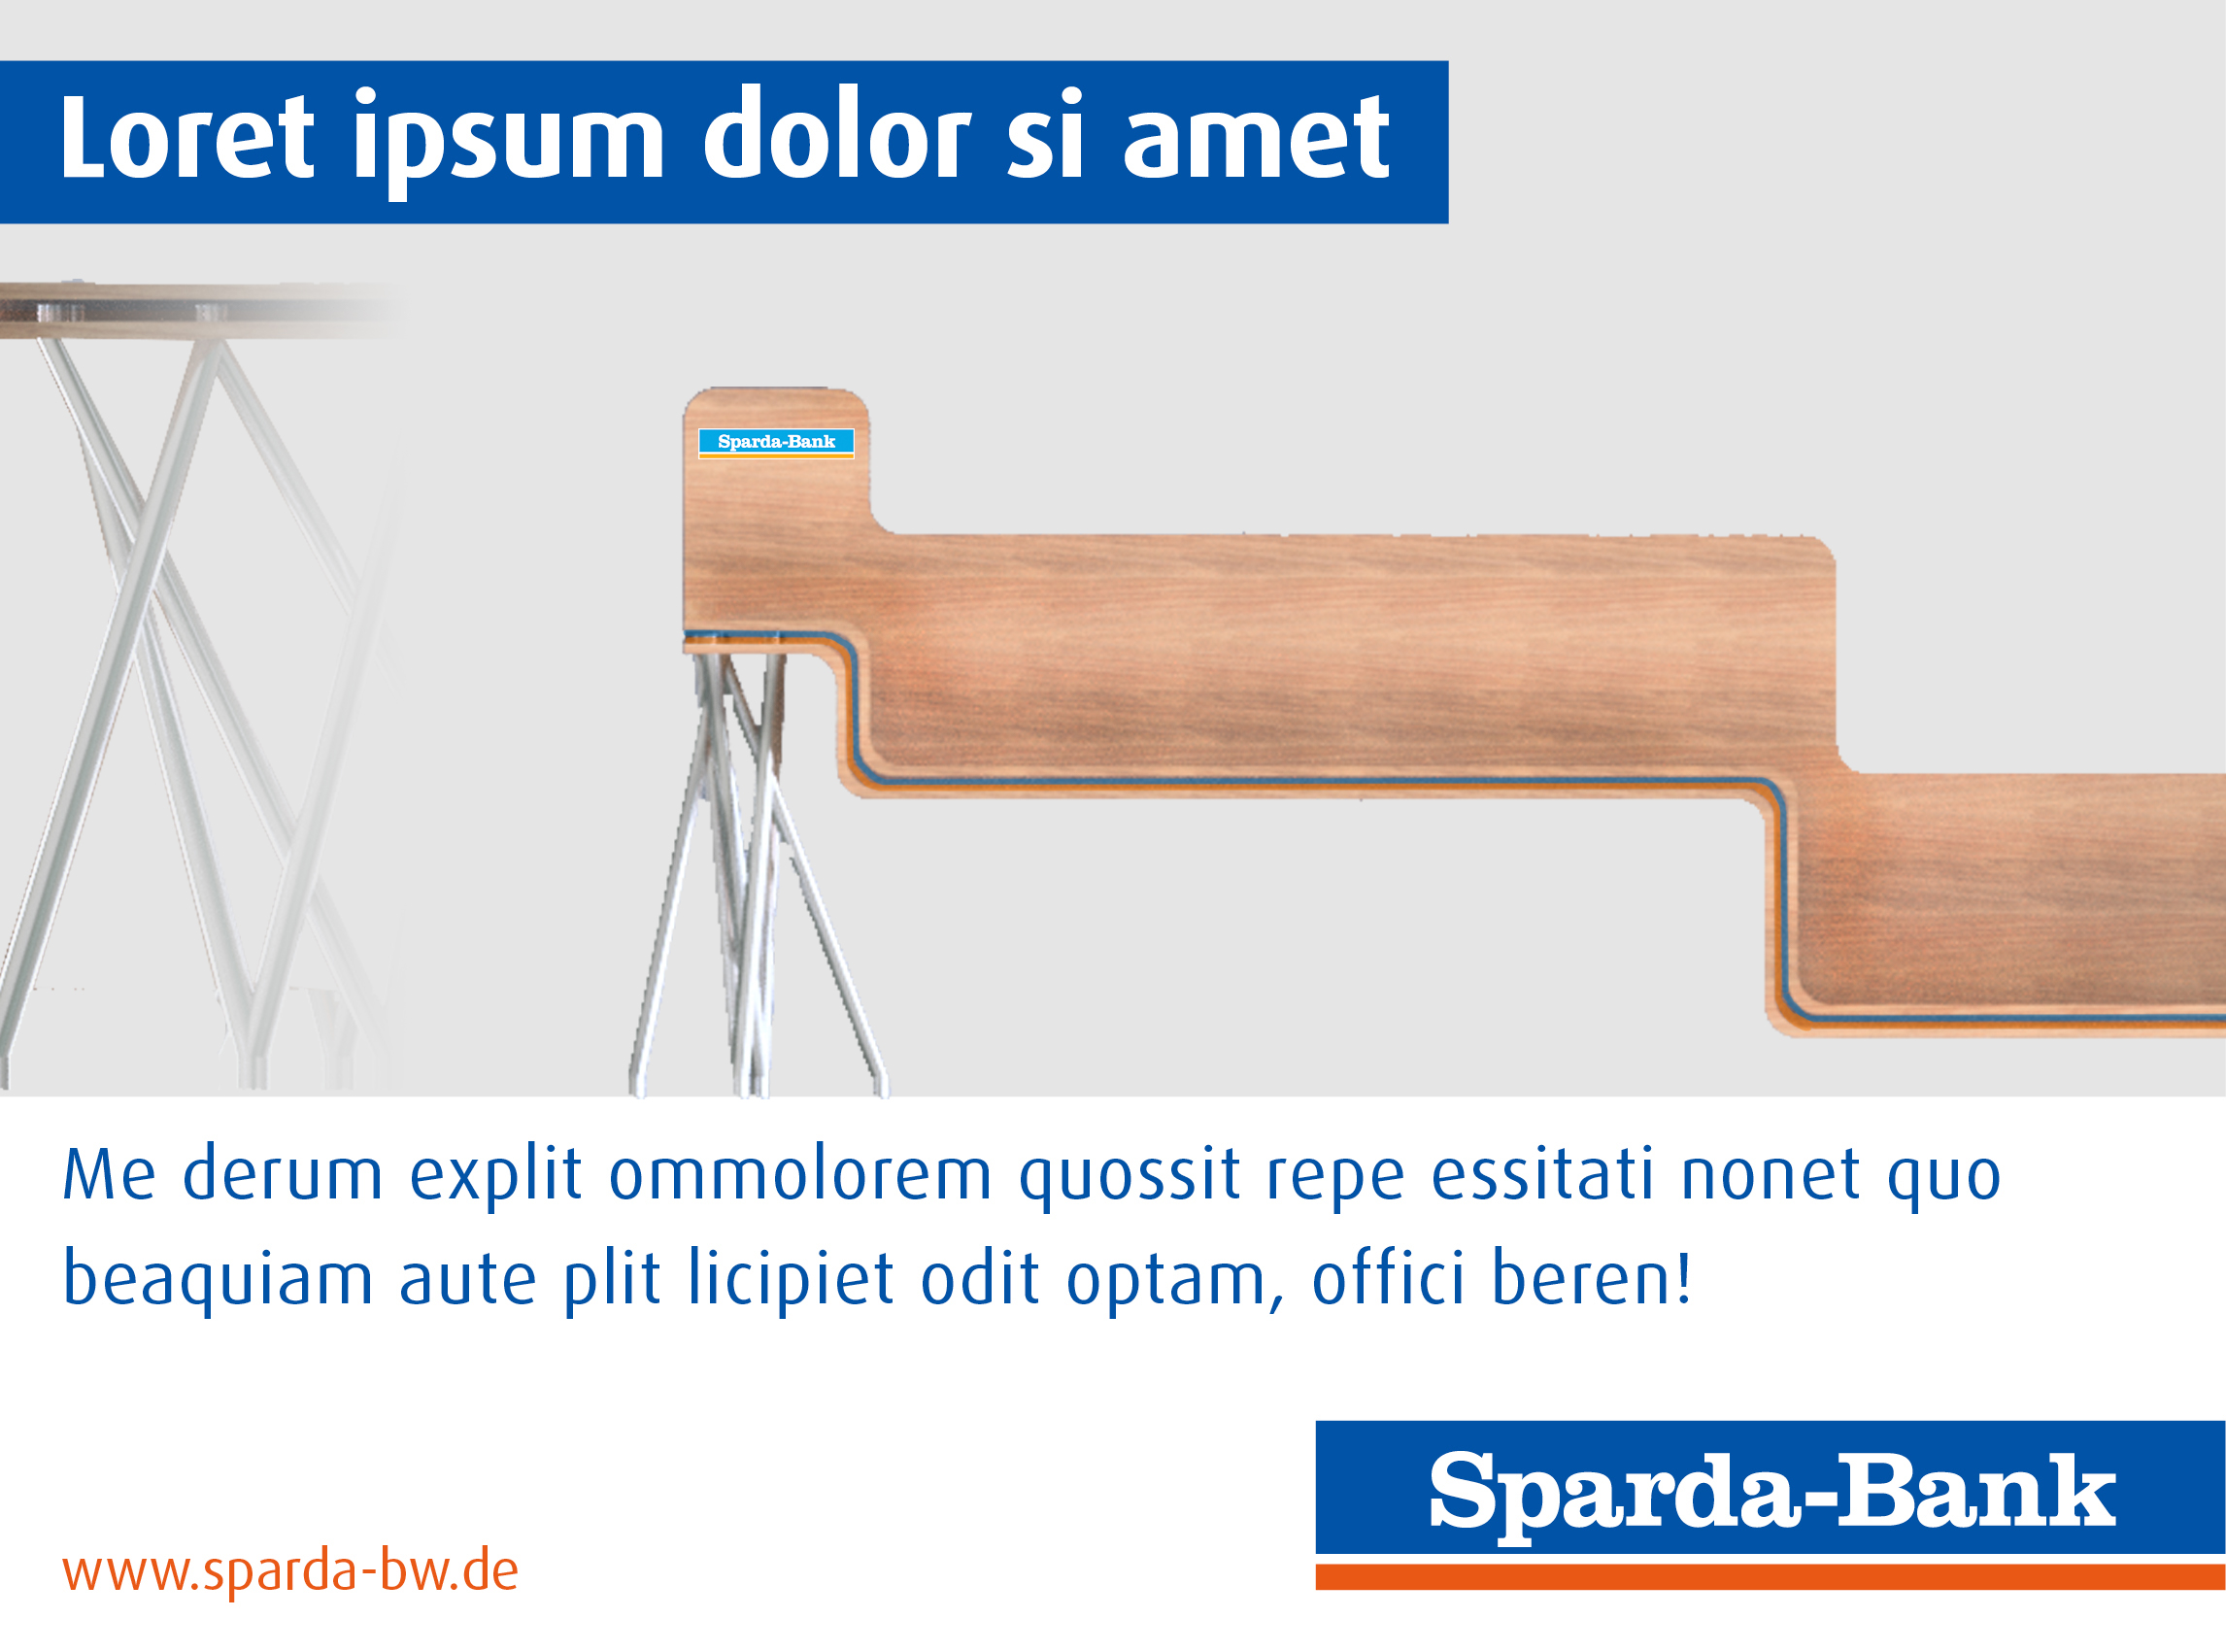 Loret ipsum dolor si amet
Sparda-Bank
Me derum explit ommolorem quossit repe essitati nonet quo
beaquiam aute plit licipiet odit optam, offici beren!
Sparda-Bank
www.sparda-bw.de